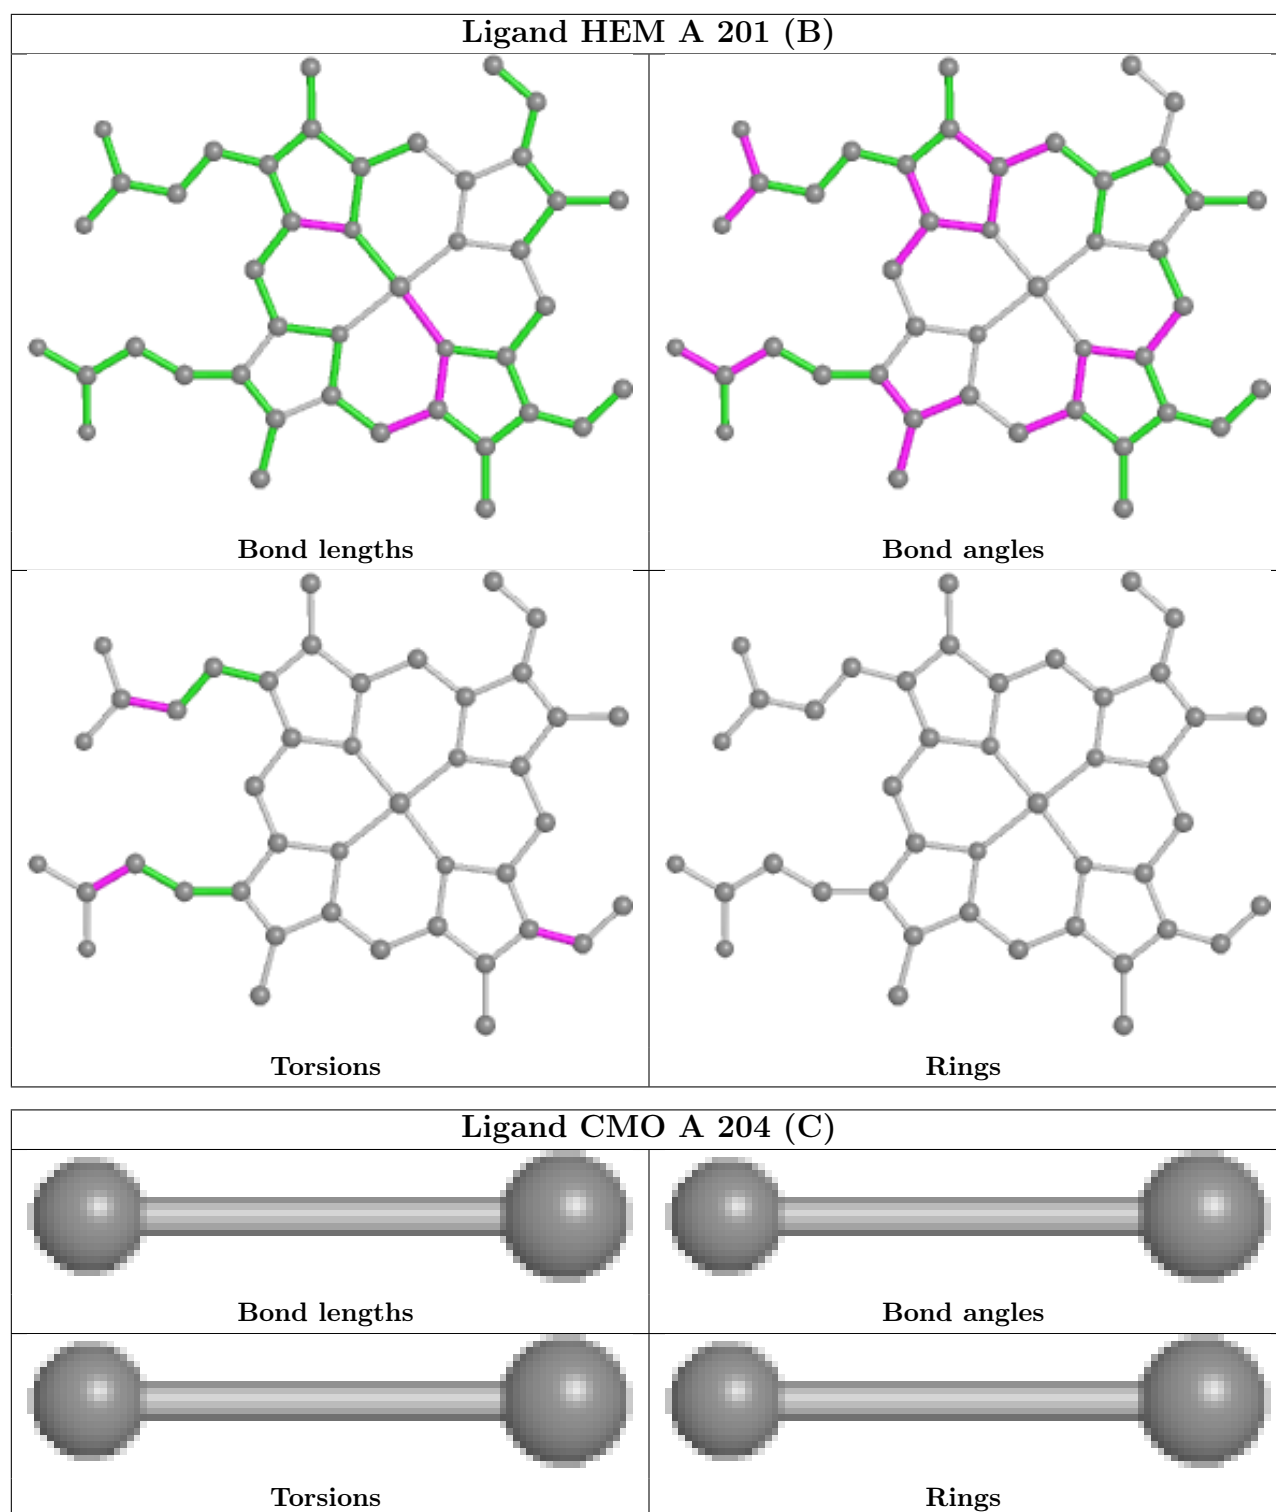 Ligand HEM A 201 (B)
Bond lengths
Bond angles
Torsions
Rings
Ligand CMO A 204 (C)
Bond lengths
Bond angles
Torsions
Rings